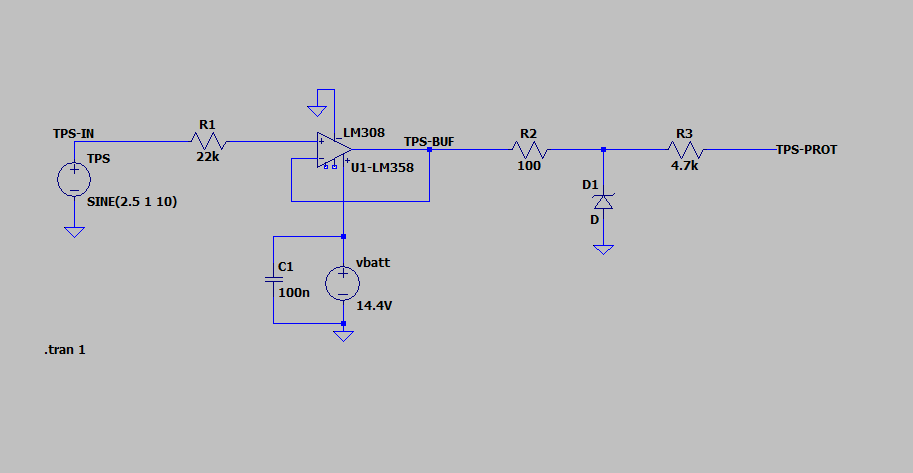 TPS-IN
R1
22k
TPS
SINE(2.5 1 10)
LM308
U1-LM358
TPS-BUF
R2
100
R3
4.7k
TPS-PROT
D1
D
C1
100n
vbatt
14.4V
.tran 1